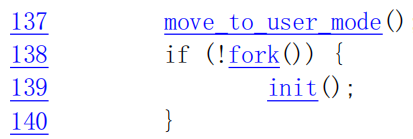 137 move_to_user_mode()
138 if (!fork()) {
139 init();
140 }